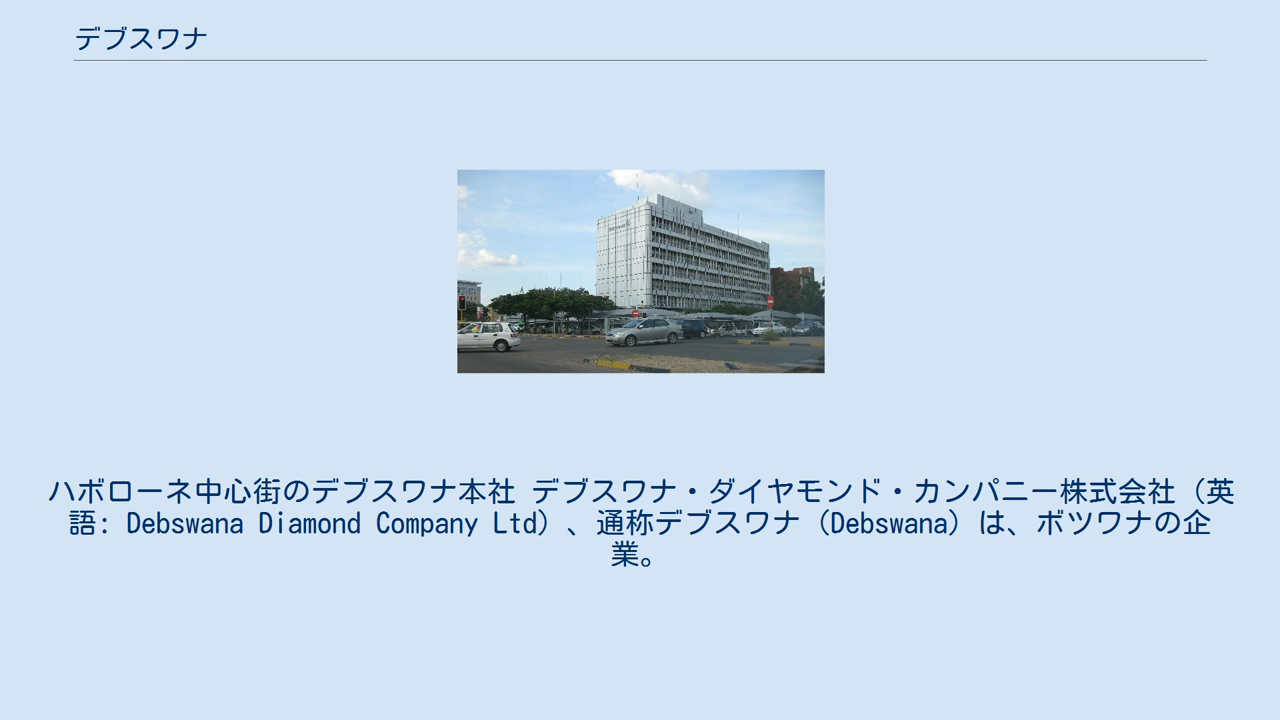 デブスワナ
ハボローネ中心街のデブスワナ本社 デブスワナ・ダイヤモンド・カンパニー株式会社（英
語: Debswana Diamond Company Ltd）、通称デブスワナ（Debswana）は、ボツワナの企
業。